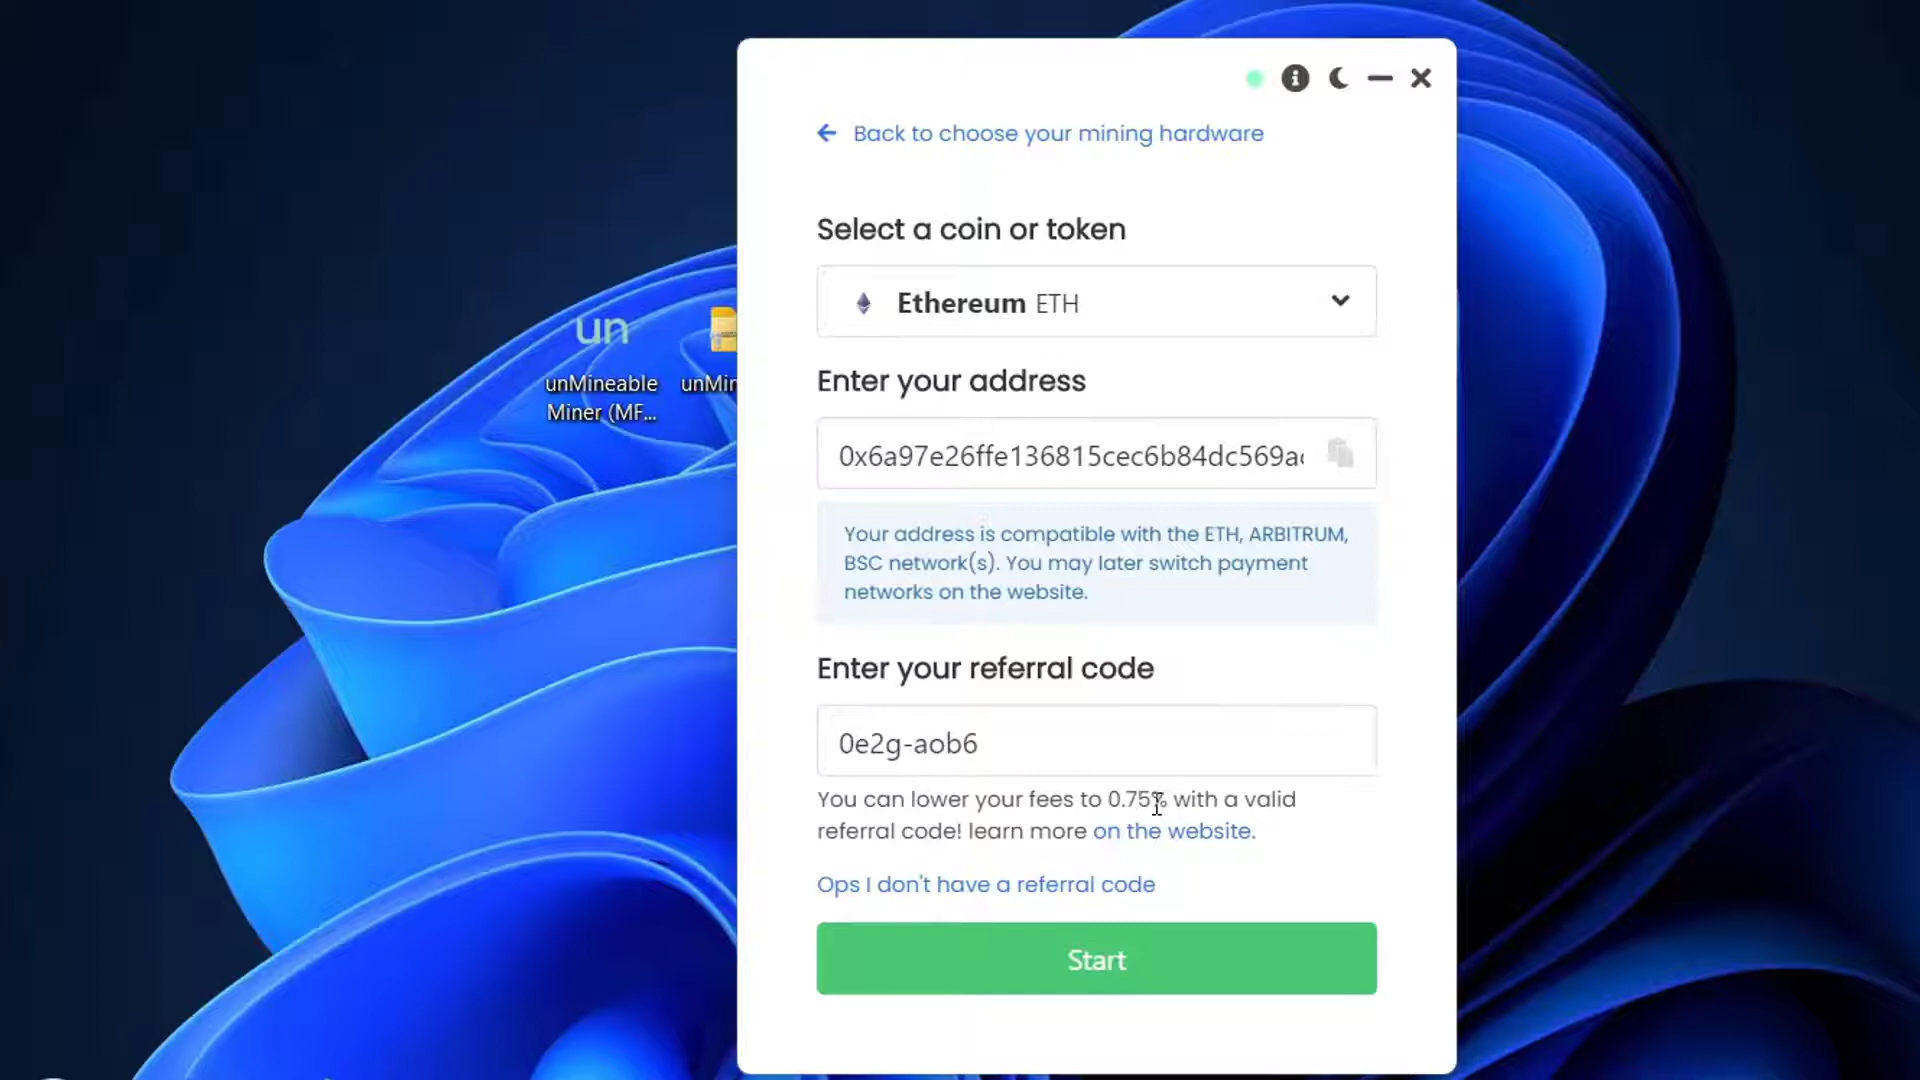 Back to choose your mining hardware
Select a coin or token
Ethereum ETH
un
unMineable
Miner (MF...
unMin
Enter your address
0x6a97e26ffe136815cec6b84dc569a
Your address is compatible with the ETH, ARBITRUM,
BSC network(s). You may later switch payment
networks on the website.
Enter your referral code
0e2g-aob6
You can lower your fees to 0.75% with a valid
referral code! learn more on the website.
Ops I don't have a referral code
Start